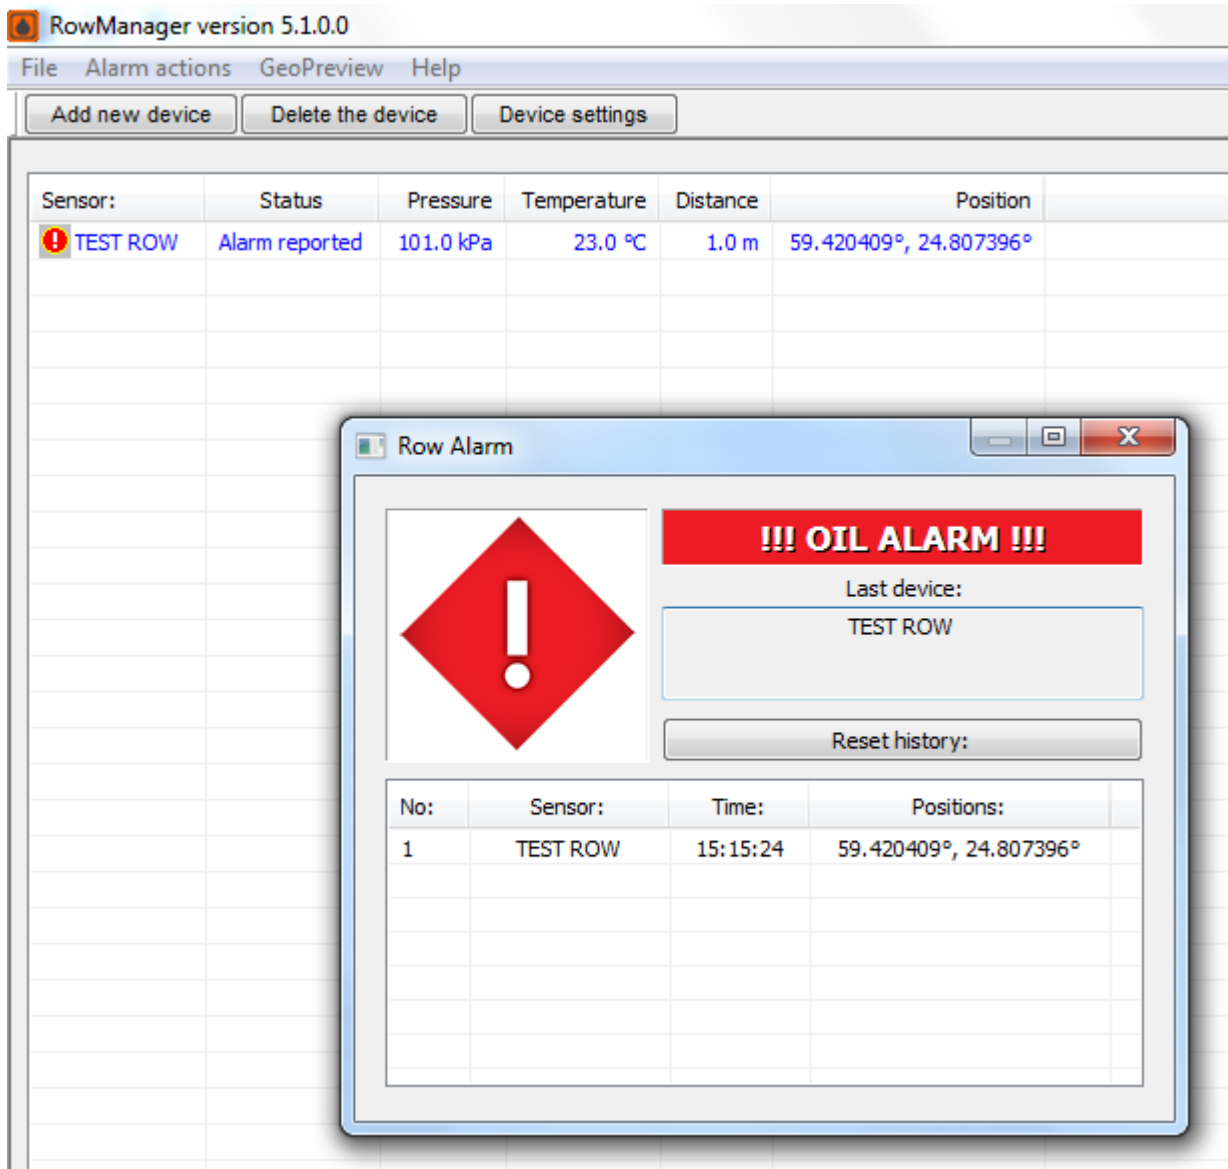 RowManager version 5.1.0.0
File Alarm actions GeoPreview Help
Add new device Delete the device Device settings
Sensor: Status Pressure Temperature Distance Position
TEST ROW Alarm reported 101.0 kPa 23.0 °C 1.0 m 59.420409°, 24.807396°
Row Alarm
!!! OIL ALARM !!!
Last device:
TEST ROW
Reset history:
No: Sensor: Time: Positions:
1 TEST ROW 15:15:24 59.420409°, 24.807396°